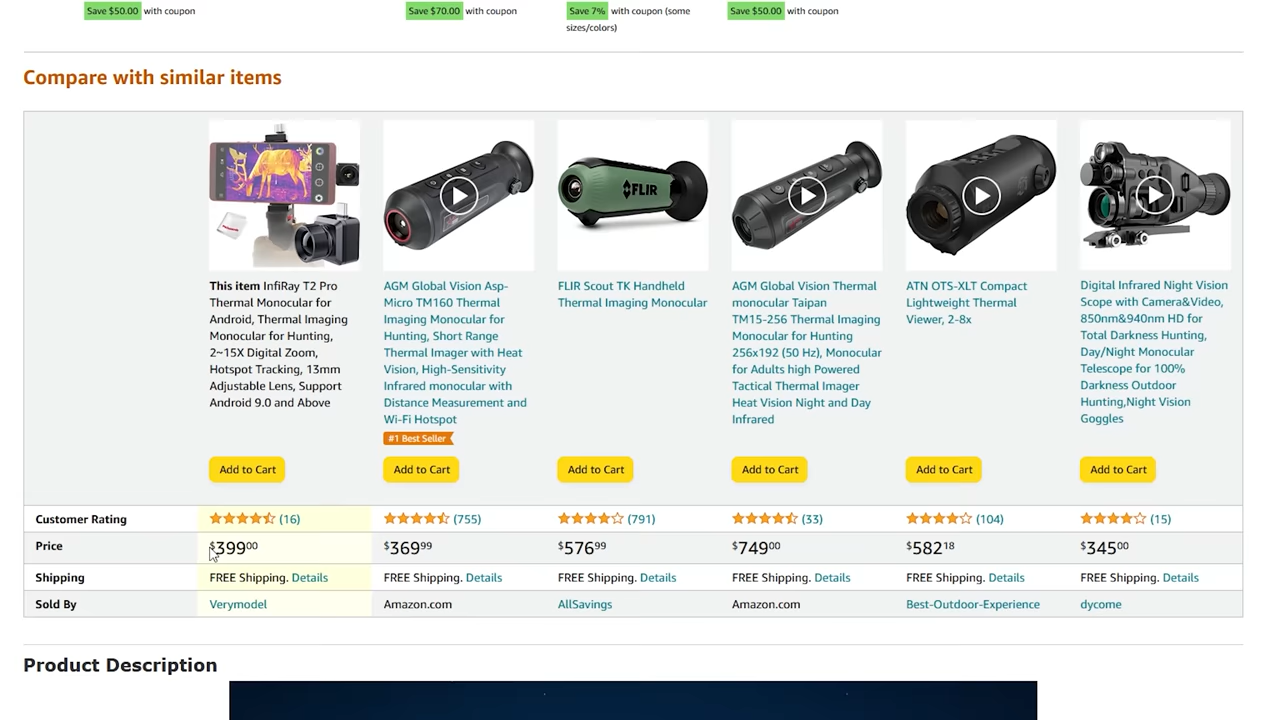 Save $50.00 with coupon
Save $70.00 with coupon
Save 7% with coupon (some
sizes/colors)
Save $50.00 with coupon
Compare with similar items
FLIR
This item InfiRay T2 Pro
Thermal Monocular for
Android, Thermal Imaging
Monocular for Hunting,
2~15X Digital Zoom,
Hotspot Tracking, 13mm
Adjustable Lens, Support
Android 9.0 and Above
AGM Global Vision Asp-
Micro TM160 Thermal
Imaging Monocular for
Hunting, Short Range
Thermal Imager with Heat
Vision, High-Sensitivity
Infrared monocular with
Distance Measurement and
Wi-Fi Hotspot
#1 Best Seller
FLIR Scout TK Handheld
Thermal Imaging Monocular
AGM Global Vision Thermal
monocular Taipan
TM15-256 Thermal Imaging
Monocular for Hunting
256x192 (50 Hz), Monocular
for Adults high Powered
Tactical Thermal Imager
Heat Vision Night and Day
Infrared
ATN OTS-XLT Compact
Lightweight Thermal
Viewer, 2-8x
Digital Infrared Night Vision
Scope with Camera&Video,
850nm&940nm HD for
Total Darkness Hunting,
Day/Night Monocular
Telescope for 100%
Darkness Outdoor
Hunting,Night Vision
Goggles
Add to Cart Add to Cart Add to Cart Add to Cart Add to Cart Add to Cart
Customer Rating (16) (755) (791) (33) (104) (15)
Price $399.00 $369.99 $576.99 $749.00 $582.18 $345.00
Shipping FREE Shipping. Details FREE Shipping. Details FREE Shipping. Details FREE Shipping. Details FREE Shipping. Details FREE Shipping. Details
Sold By Verymodel Amazon.com AllSavings Amazon.com Best-Outdoor-Experience dycome
Product Description